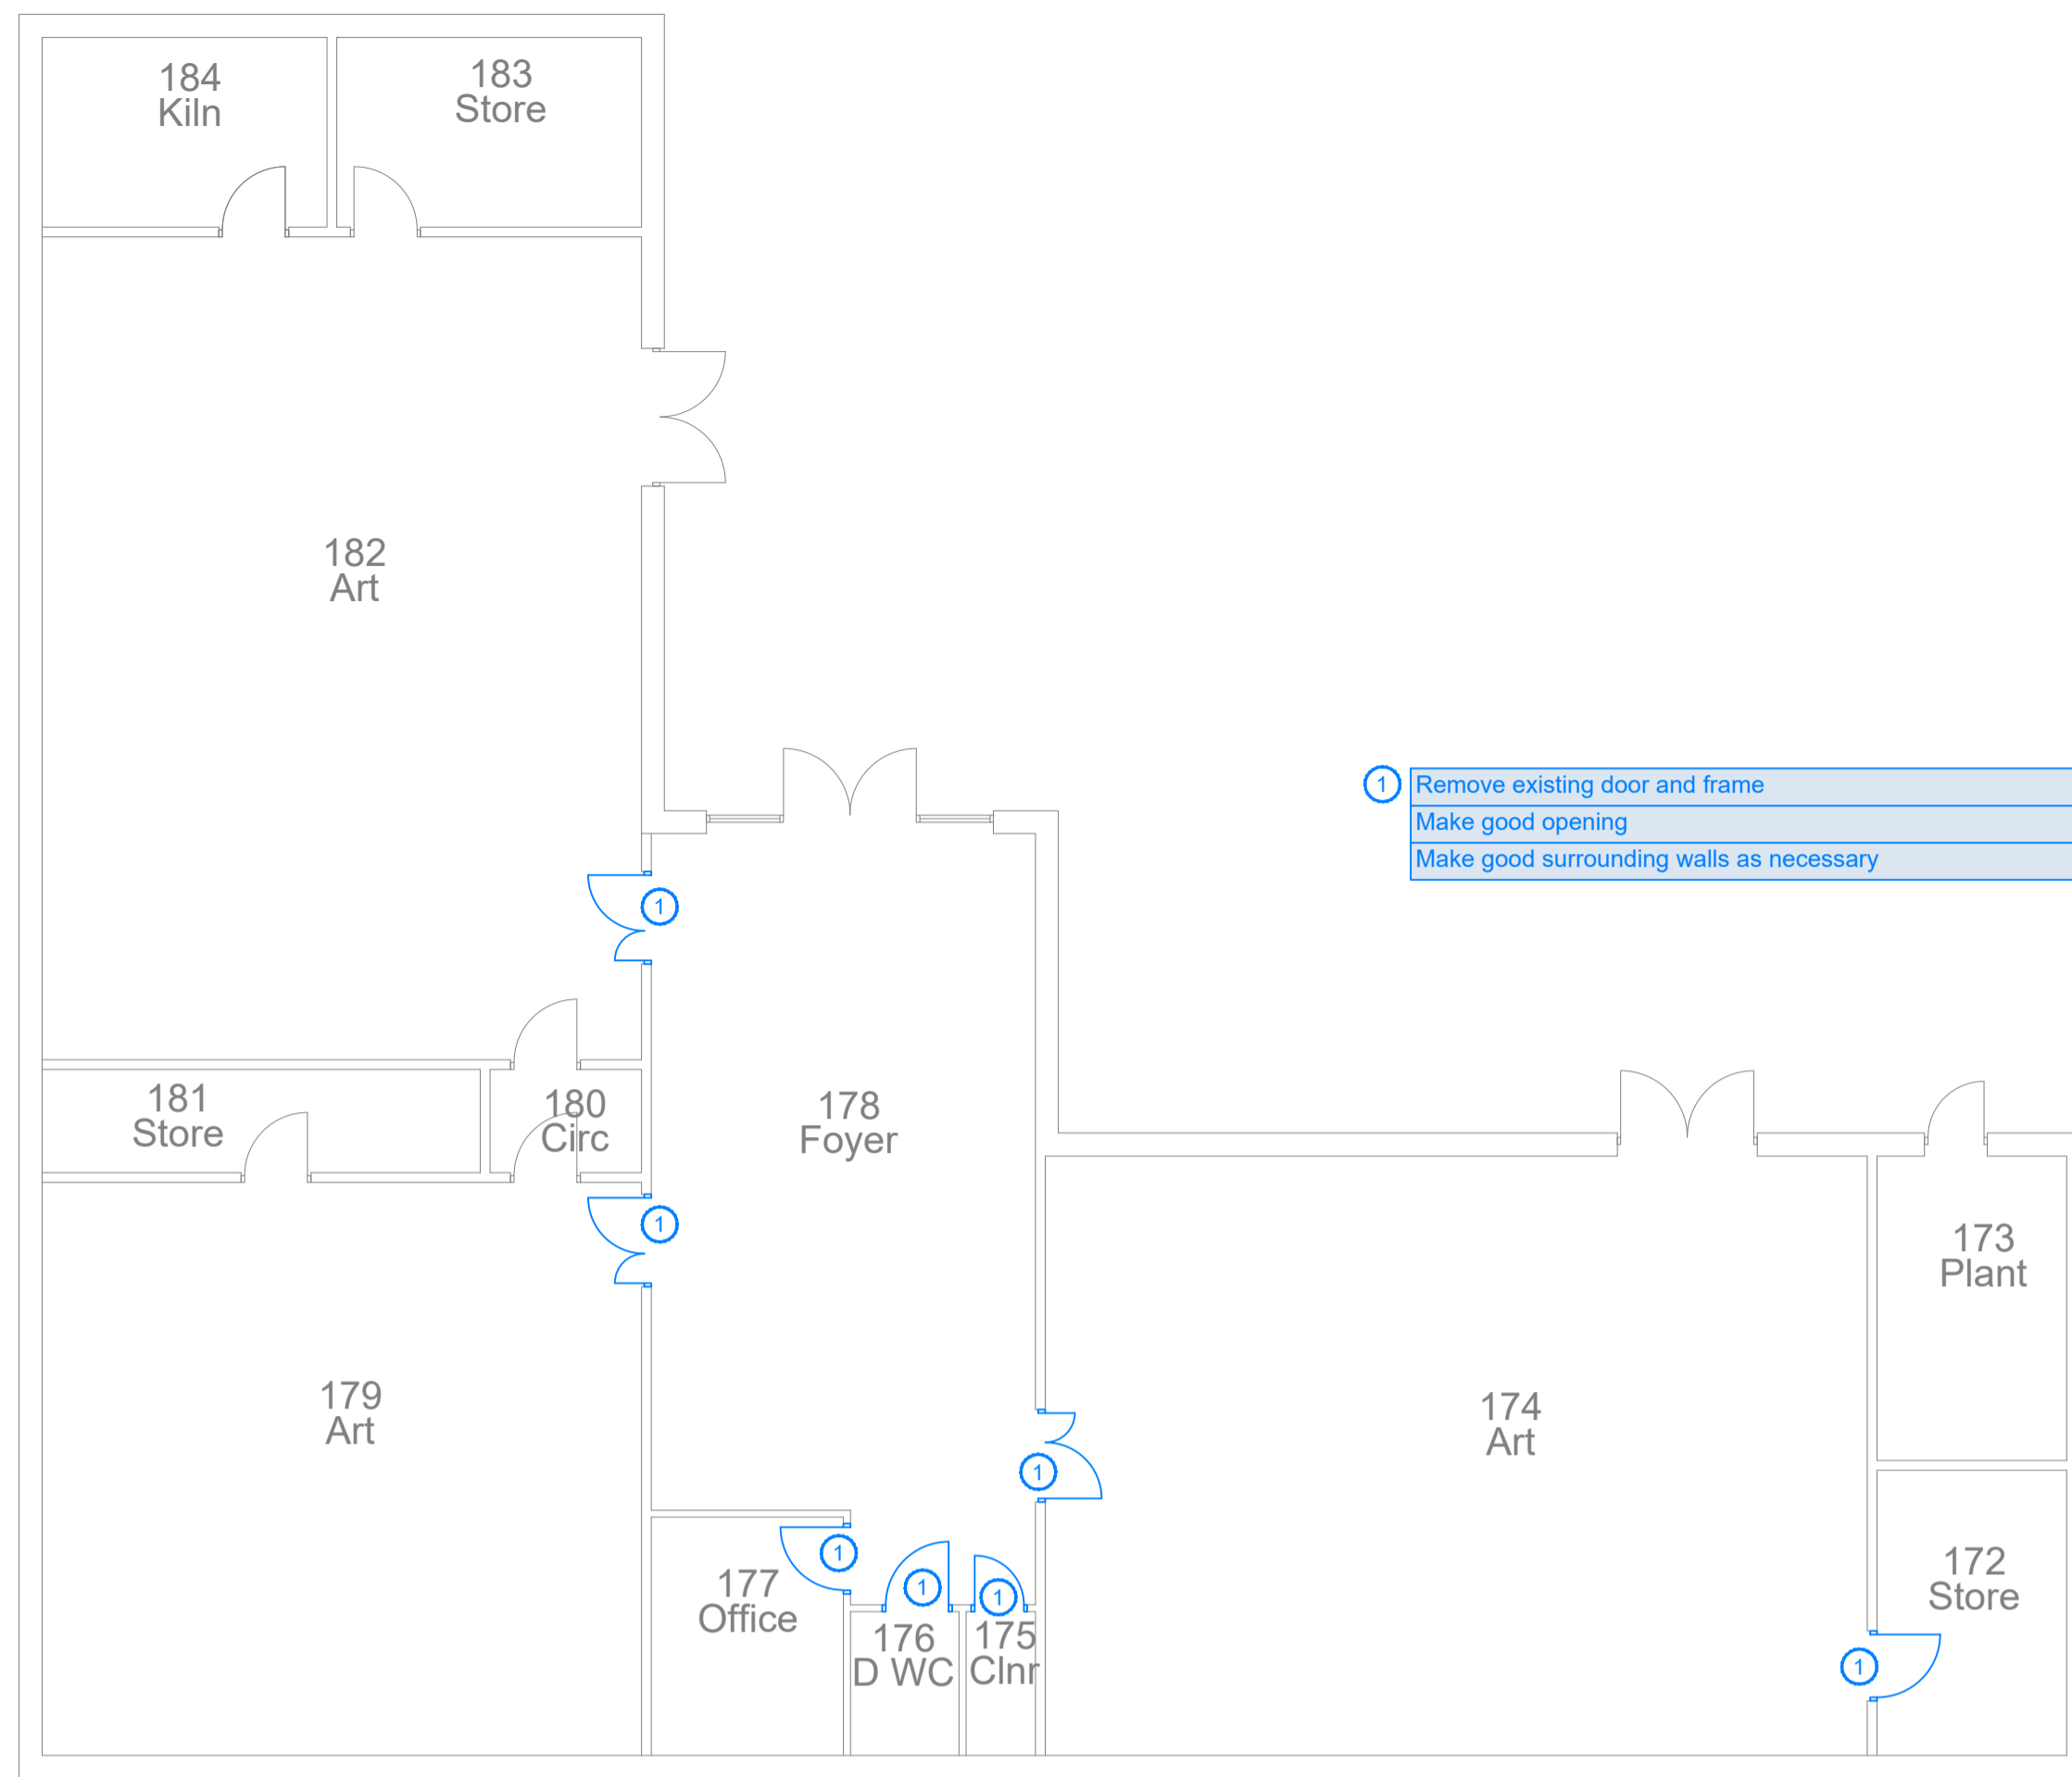 184
Kiln
183
Store
182
Art
1
Remove existing door and frame
Make good opening
Make good surrounding walls as necessary
1
181
Store
180
Circ
178
Foyer
1
173
Plant
179
Art
174
Art
1
1
177
Office
1
1
172
Store
176
D WC
175
Clnr
1